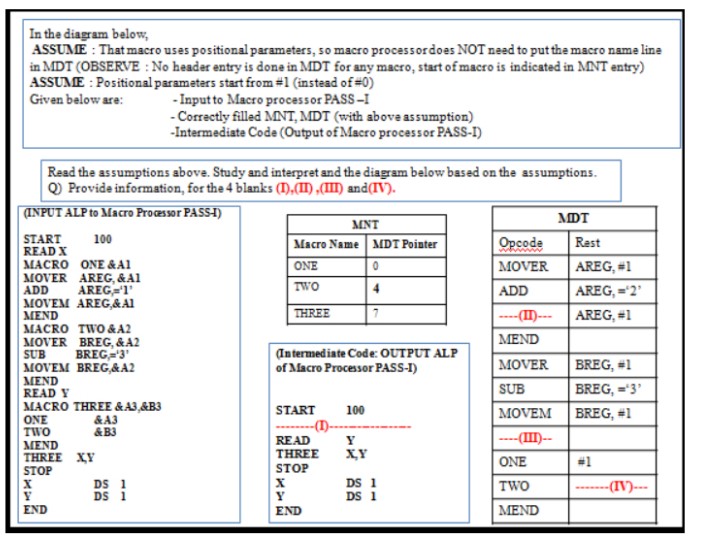 In the diagram below,
ASSUME : That macro uses positional parameters, so macro processor does NOT need to put the macro name line
in MDT (OBSERVE : No header entry is done in MDT for any macro, start of macro is indicated in MNT entry)
ASSUME : Positional parameters start from #1 (instead of #0)
Given below are: - Input to Macro processor PASS –I
- Correctly filled MNT, MDT (with above assumption)
-Intermediate Code (Output of Macro processor PASS-I)
Read the assumptions above. Study and interpret and the diagram below based on the assumptions.
Q) Provide information, for the 4 blanks (I),(II) ,(III) and(IV).
(INPUT ALP to Macro Processor PASS-I)
START 100
READ X
MACRO ONE &A1
MOVER AREG, &A1
ADD AREG,=‘1’
MOVEM AREG,&A1
MEND
MACRO TWO &A2
MOVER BREG, &A2
SUB BREG,=‘3’
MOVEM BREG,&A2
MEND
READ Y
MACRO THREE &A3,&B3
ONE &A3
TWO &B3
MEND
THREE X,Y
STOP
X DS 1
Y DS 1
END
MNT
Macro Name MDT Pointer
ONE 0
TWO 4
THREE 7
(Intermediate Code: OUTPUT ALP
of Macro Processor PASS-I)
START 100
--------(I)-----------------
READ Y
THREE X,Y
STOP
X DS 1
Y DS 1
END
MDT
Opcode Rest
MOVER AREG, #1
ADD AREG, =‘2’
----(II)--- AREG, #1
MEND
MOVER BREG, #1
SUB BREG, =‘3’
MOVEM BREG, #1
----(III)--
ONE #1
TWO -------(IV)---
MEND